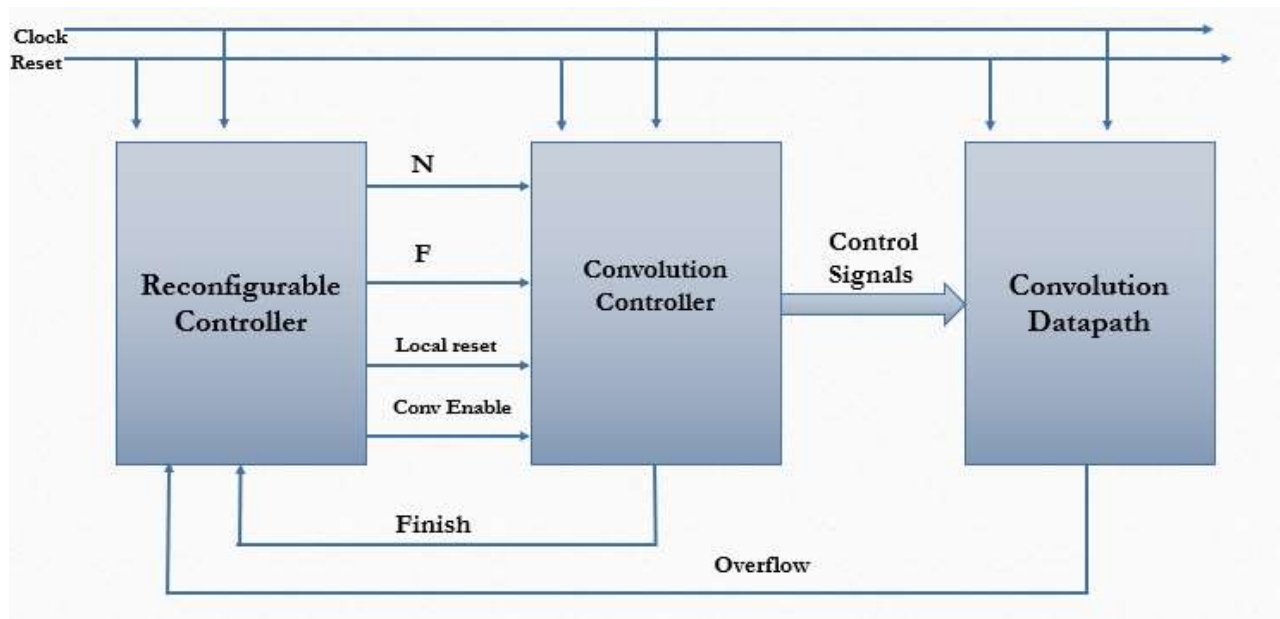 Clock
Reset
N
F
Reconfigurable
Controller
Local reset
Conv Enable
Convolution
Controller
Control
Signals
Convolution
Datapath
Finish
Overflow